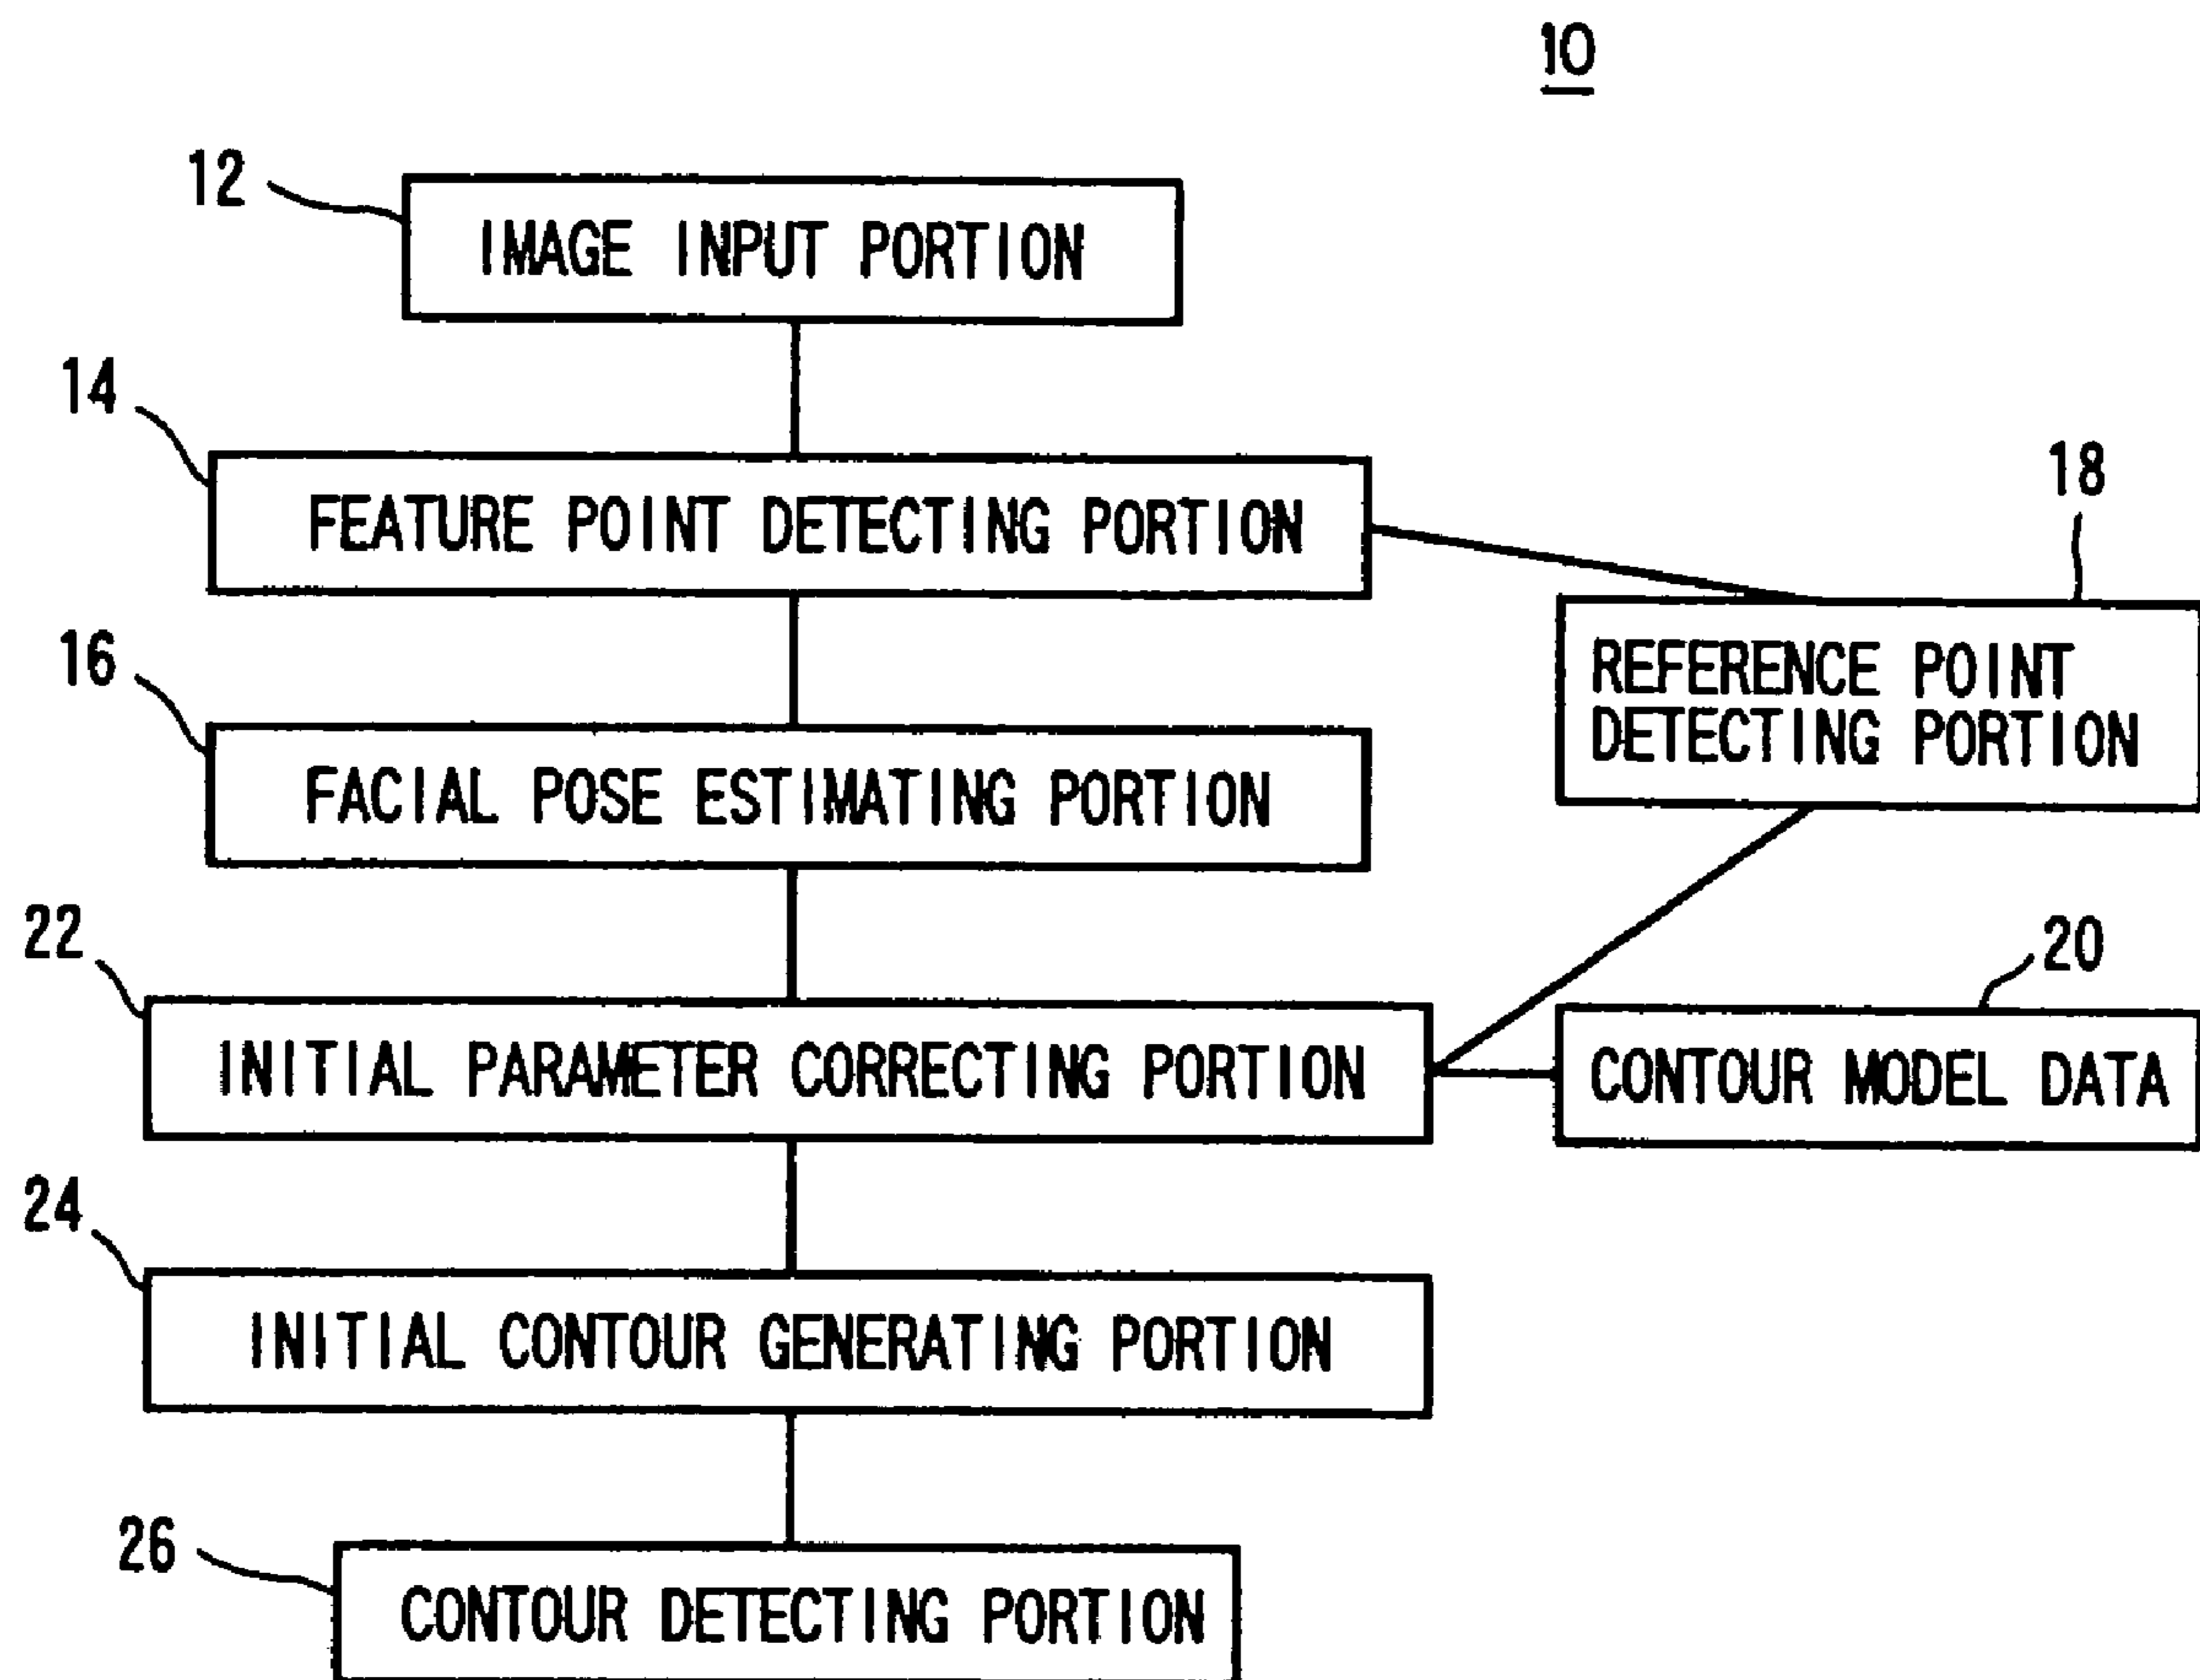 10
12
IMAGE INPUT PORTION
14
FEATURE POINT DETECTING PORTION
18
REFERENCE POINT
DETECTING PORTION
16
FACIAL POSE ESTIMATING PORTION
22
INITIAL PARAMETER CORRECTING PORTION
20
CONTOUR MODEL DATA
24
INITIAL CONTOUR GENERATING PORTION
26
CONTOUR DETECTING PORTION